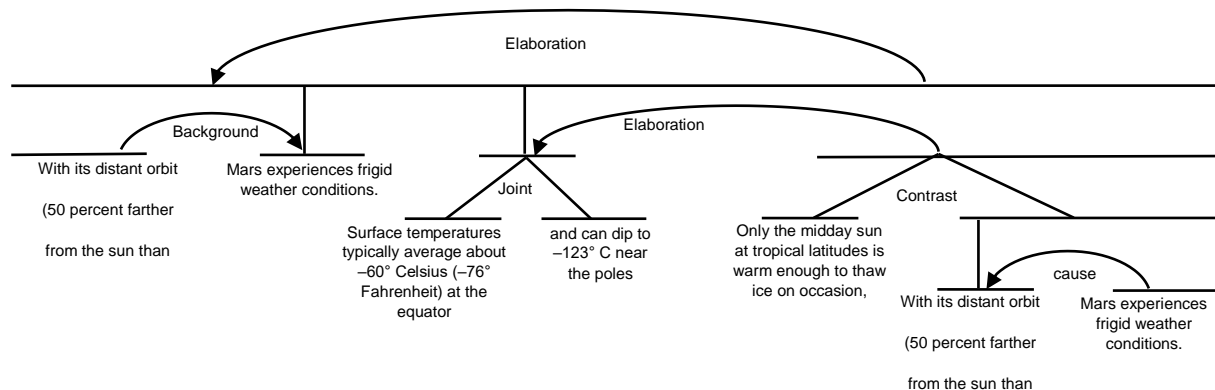 Elaboration
Background
Elaboration
With its distant orbit
(50 percent farther
from the sun than
Mars experiences frigid
weather conditions.
Joint
Surface temperatures
typically average about
–60° Celsius (–76°
Fahrenheit) at the
equator
and can dip to
–123° C near
the poles
Contrast
Only the midday sun
at tropical latitudes is
warm enough to thaw
ice on occasion,
cause
With its distant orbit
(50 percent farther
from the sun than
Mars experiences
frigid weather
conditions.